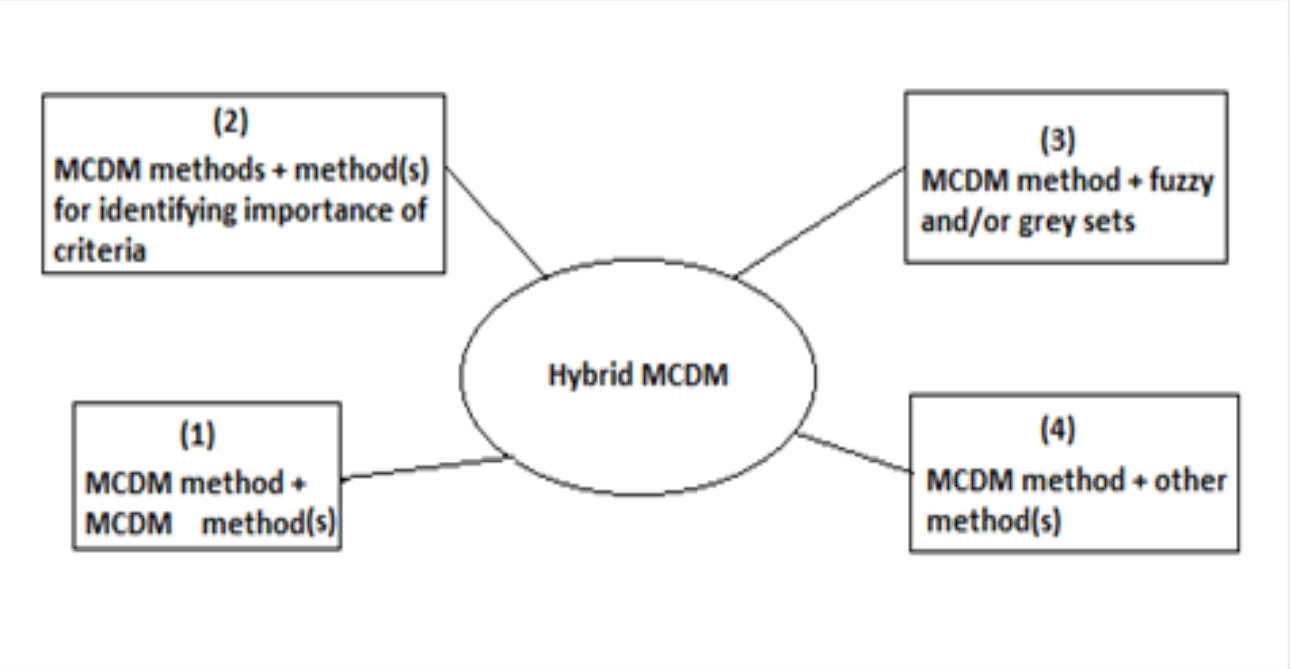 (2)
MCDM methods + method(s)
for identifying importance of
criteria
(3)
MCDM method + fuzzy
and/or grey sets
Hybrid MCDM
(1)
MCDM method +
MCDM method(s)
(4)
MCDM method + other
method(s)